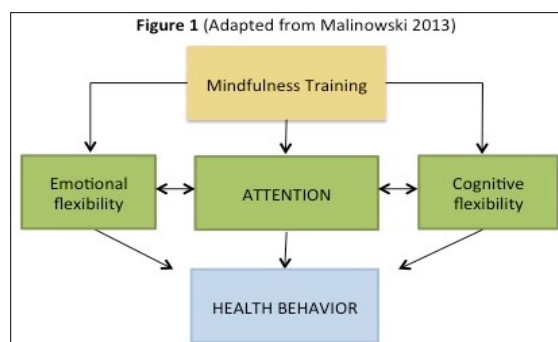 Figure 1 (Adapted from Malinowski 2013)
Mindfulness Training
Emotional
flexibility
ATTENTION
Cognitive
flexibility
HEALTH BEHAVIOR